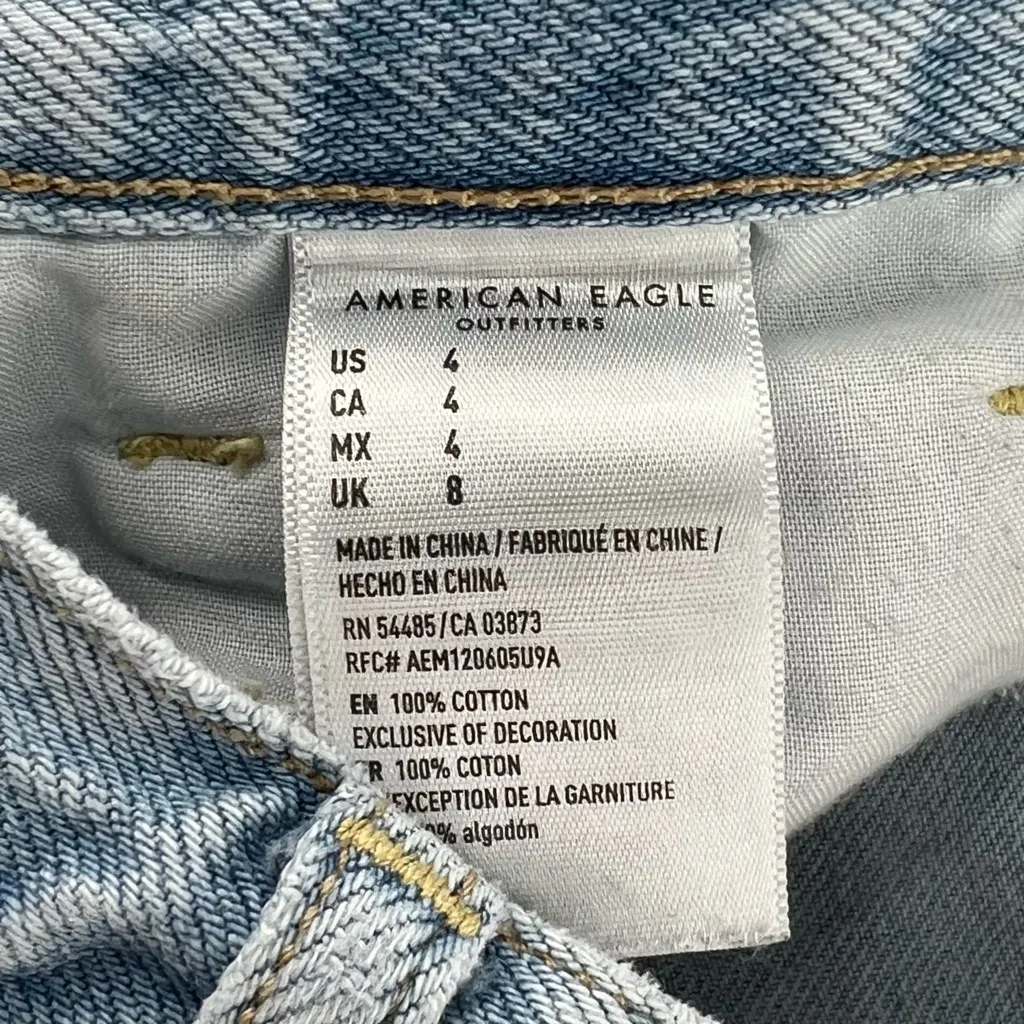 AMERICAN EAGLE
OUTFITTERS
US 4
CA 4
MX 4
UK 8
MADE IN CHINA / FABRIQUÉ EN CHINE /
HECHO EN CHINA
RN 54485/CA 03873
RFC# AEM120605U9A
EN 100% COTTON
EXCLUSIVE OF DECORATION
R 100% COTON
EXCEPTION DE LA GARNITURE
% algodón